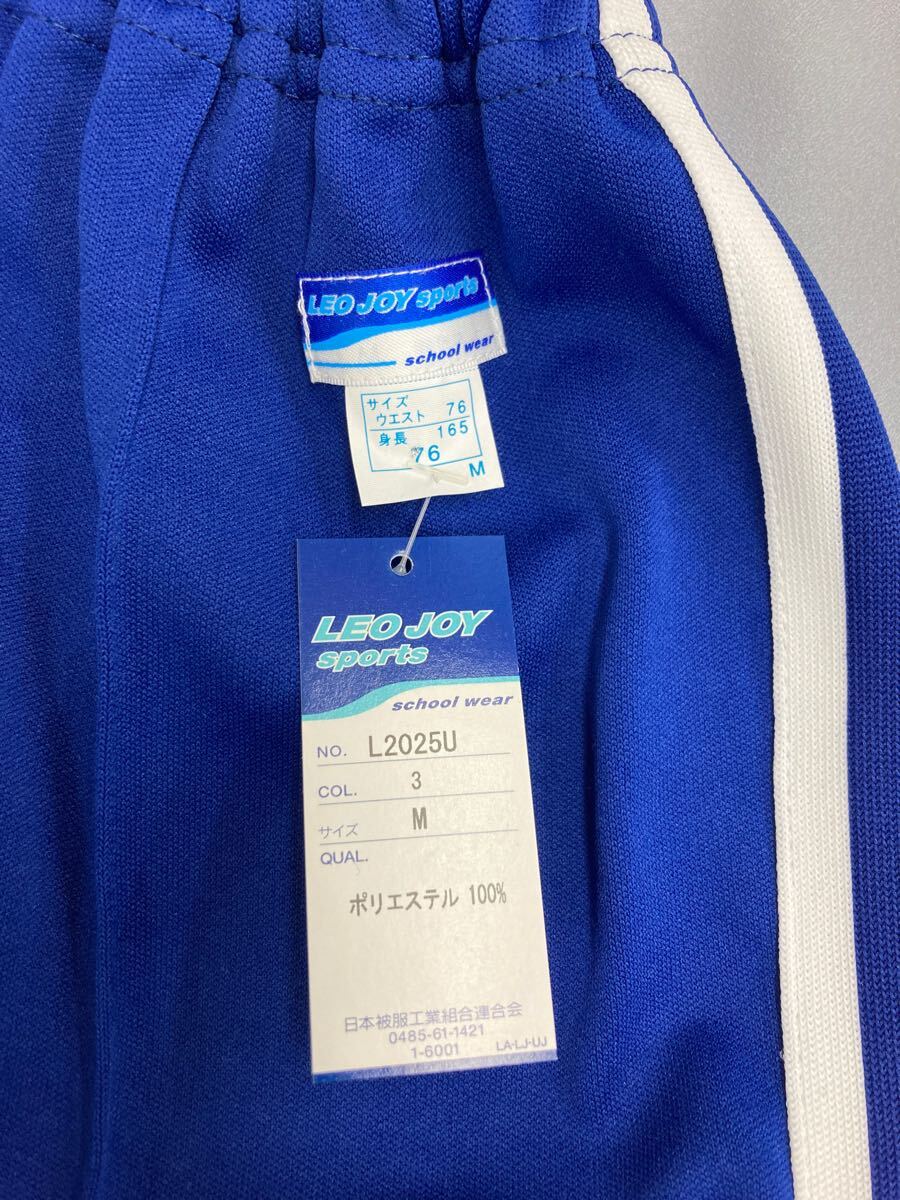 LEO JOY sports
school wear
サイズ
ウエスト 76
身長 165
76
M
LEO JOY
sports
school wear
NO. L2025U
COL. 3
サイズ M
QUAL.
ポリエステル 100%
日本被服工業組合連合会
0485-61-1421
1-6001 LA-LJ-UJ